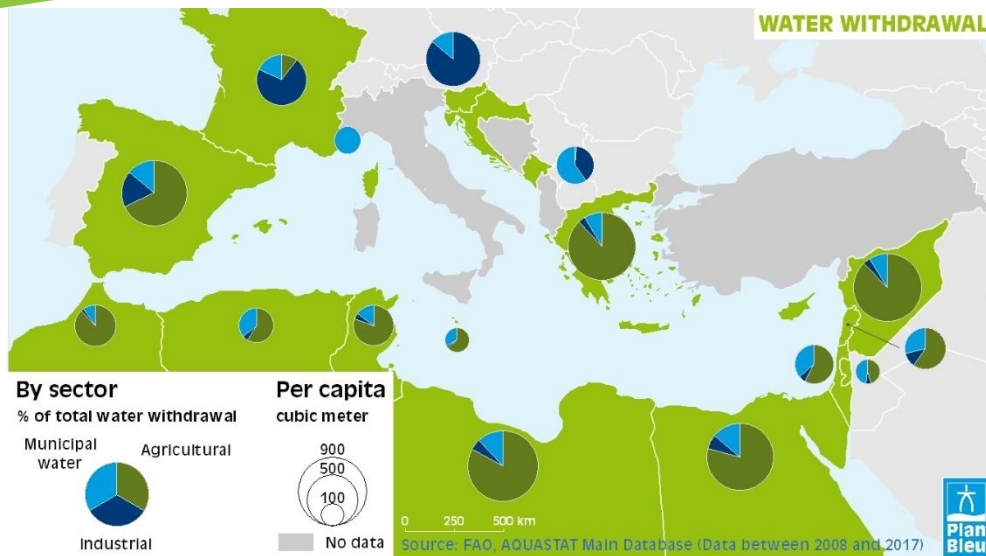 WATER WITHDRAWAL
By sector
% of total water withdrawal
Municipal water
Agricultural
Industrial
Per capita
cubic meter
900
500
100
No data
0 250 500 km
Source: FAO, AQUASTAT Main Database (Data between 2008 and 2017)
Plan
Bleu